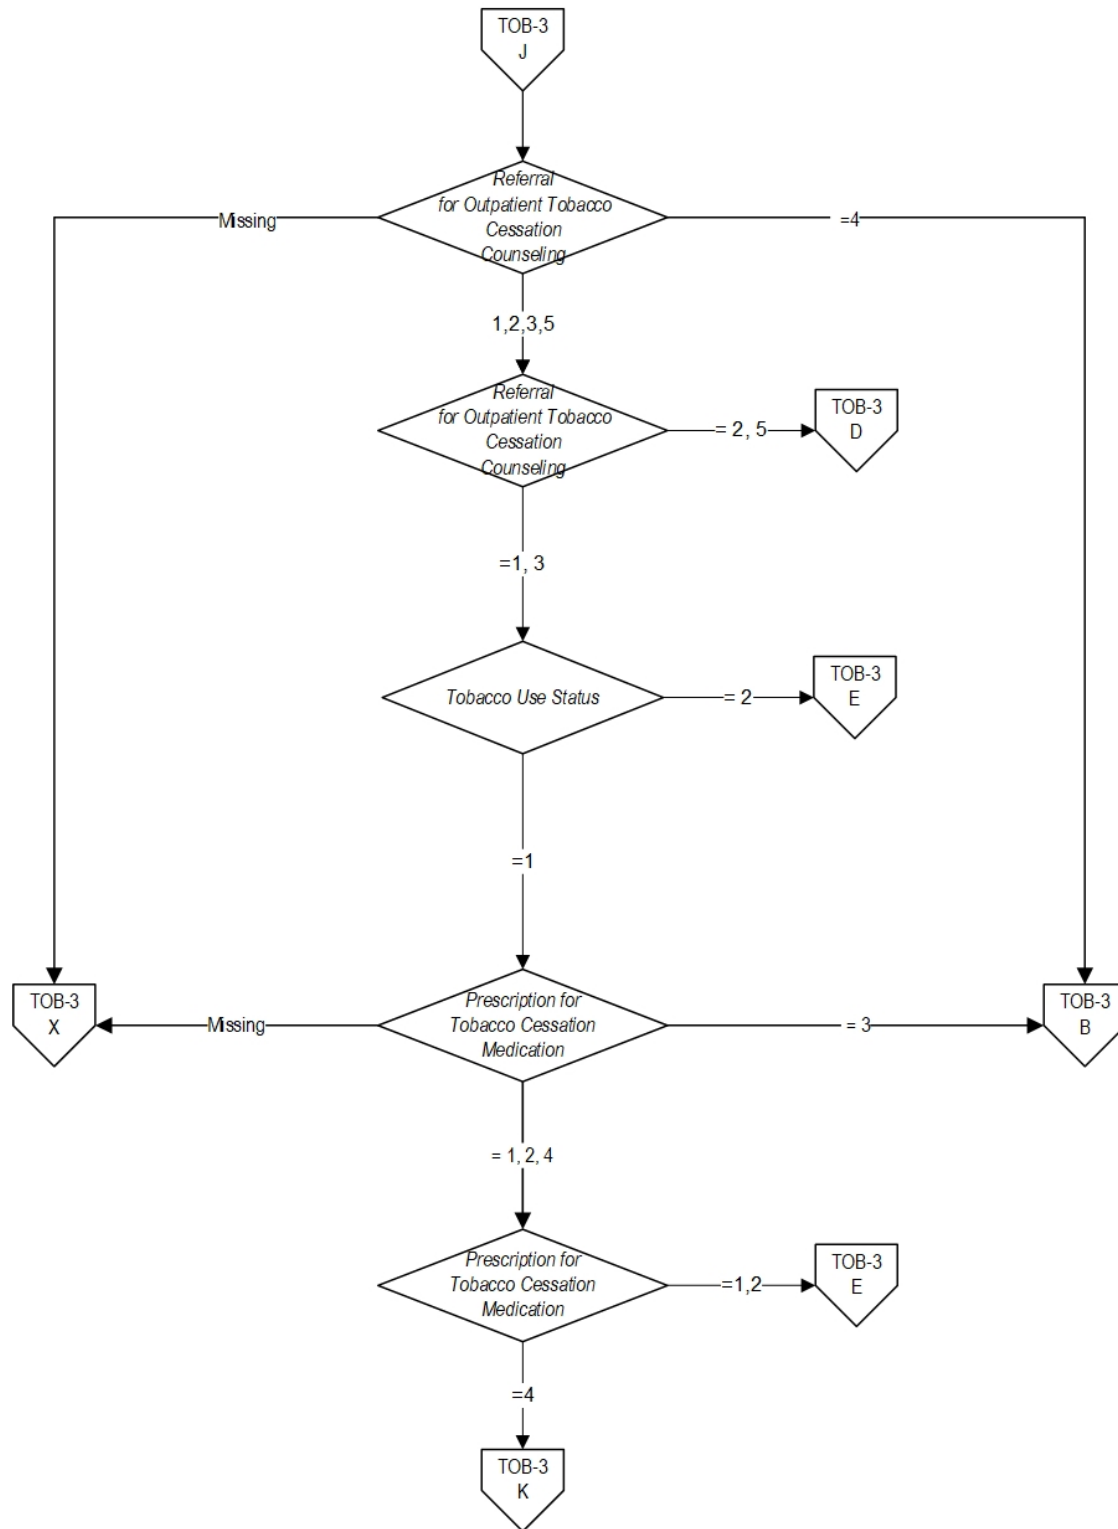 TOB-3
J
Referral
for Outpatient Tobacco
Cessation
Counseling
Missing
=4
1,2,3,5
Referral
for Outpatient Tobacco
Cessation
Counseling
= 2, 5
TOB-3
D
=1, 3
Tobacco Use Status
= 2
TOB-3
E
=1
TOB-3
X
Missing
Prescription for
Tobacco Cessation
Medication
= 3
TOB-3
B
= 1, 2, 4
Prescription for
Tobacco Cessation
Medication
=1,2
TOB-3
E
=4
TOB-3
K